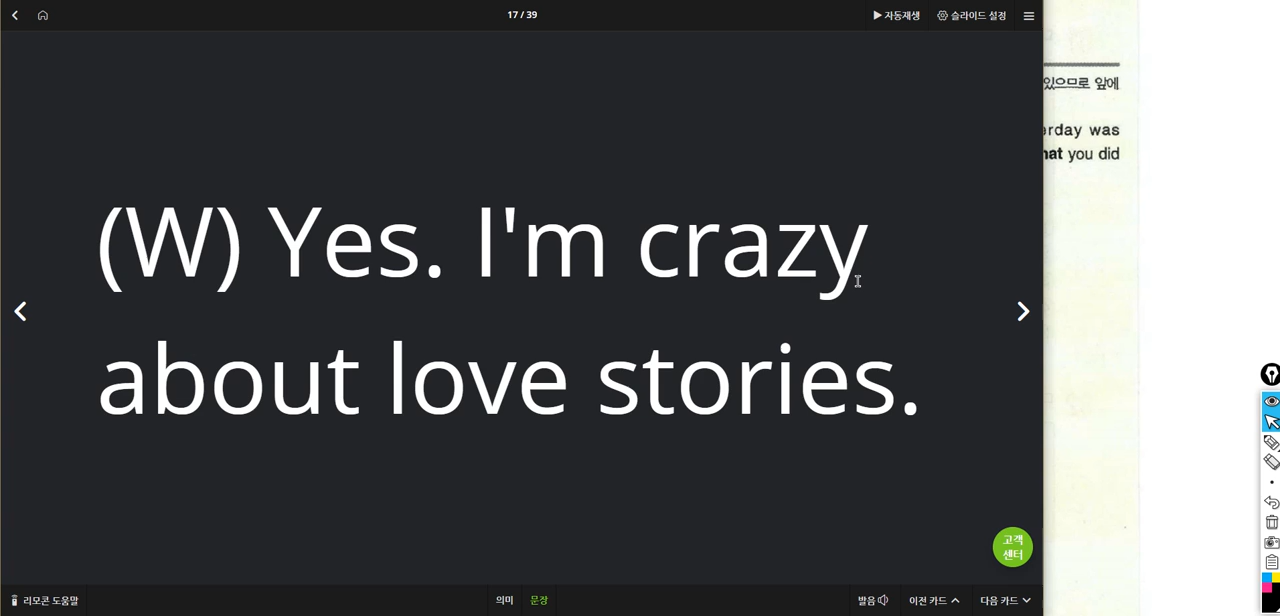 17 / 39
자동재생
슬라이드 설정
있으므로 앞에
erday was
hat you did
(W) Yes. I'm crazy
about love stories.
고객
센터
리모콘 도움말
의미
문장
발음
이전 카드
다음 카드